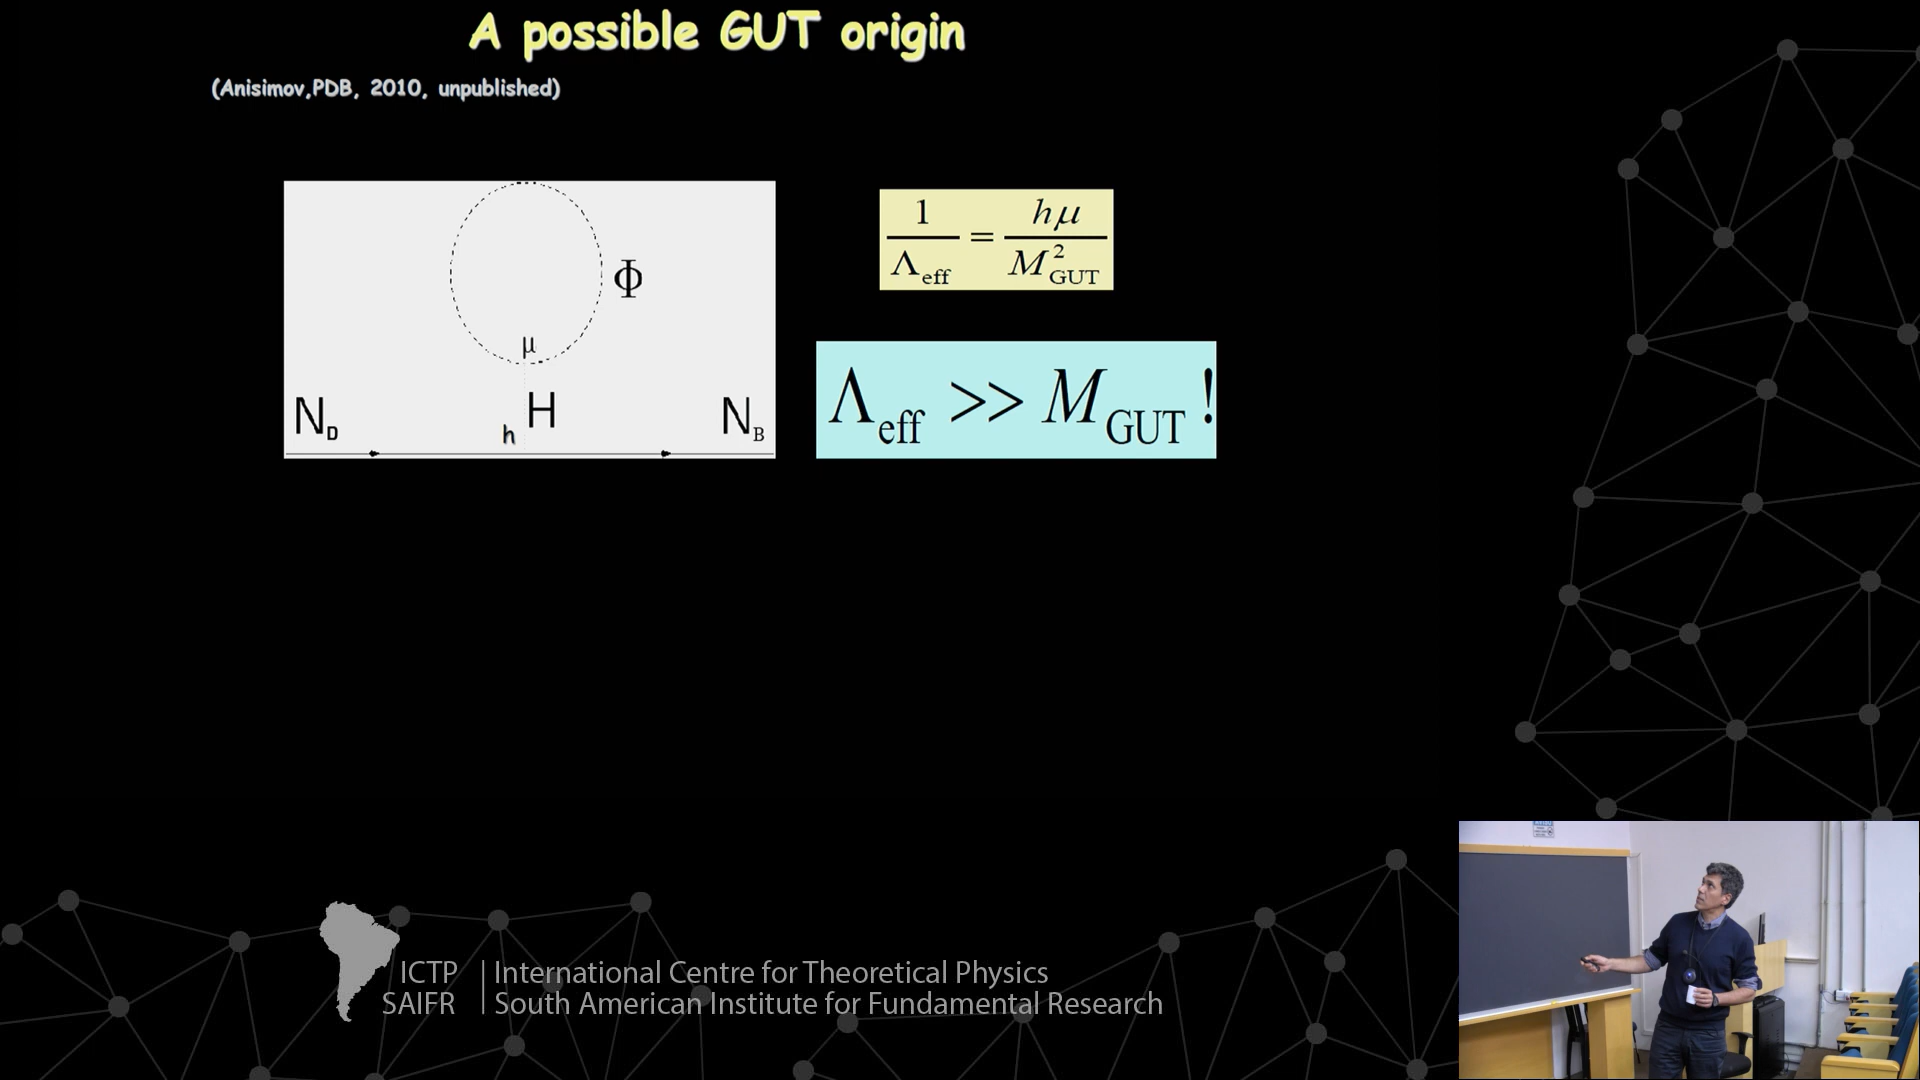 A possible GUT origin
(Anisimov,PDB, 2010, unpublished)
Φ
μ
N_D
h
H
N_B
1/Λ_eff = hμ/M²_GUT
Λ_eff >> M_GUT !
ICTP | International Centre for Theoretical Physics
SAIFR | South American Institute for Fundamental Research